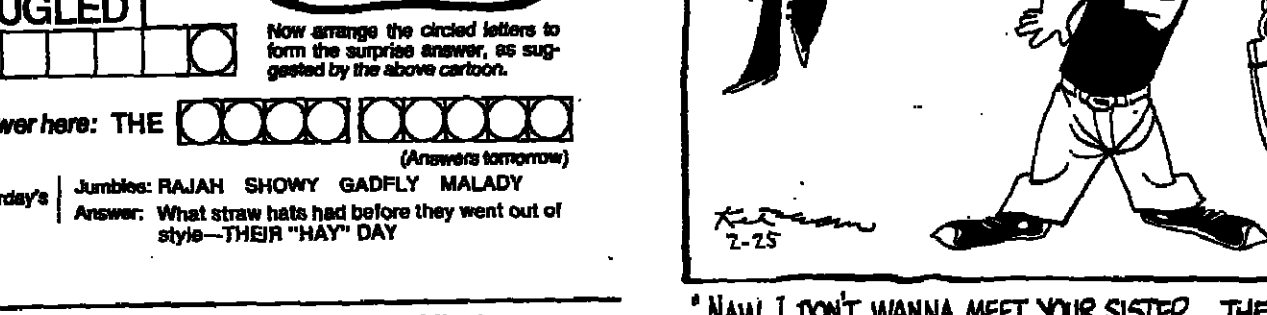 UGLED
Now arrange the circled letters to
form the surprise answer, as sug-
gested by the above cartoon.
wer here: THE
(Answers tomorrow)
rday's
Jumbles: RAJAH SHOWY GADFLY MALADY
Answer: What straw hats had before they went out of
style—THEIR "HAY" DAY
Ketcham
2-25
"NAW, I DON'T WANNA MEET YOUR SISTER. THE